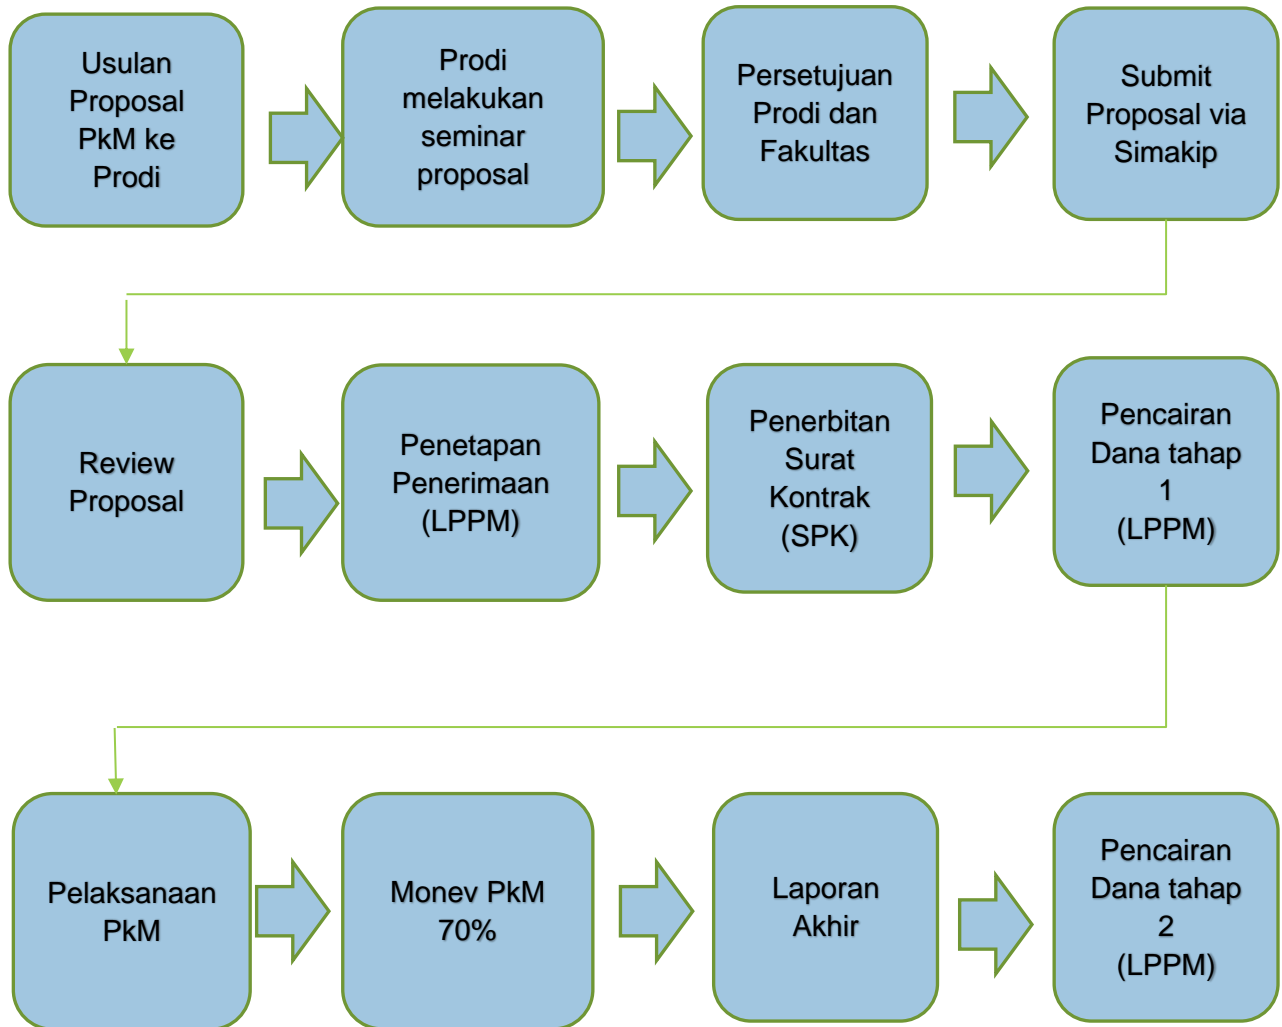 Usulan
Proposal
PkM ke
Prodi
Prodi
melakukan
seminar
proposal
Persetujuan
Prodi dan
Fakultas
Submit
Proposal via
Simakip
Review
Proposal
Penetapan
Penerimaan
(LPPM)
Penerbitan
Surat
Kontrak
(SPK)
Pencairan
Dana tahap
1
(LPPM)
Pelaksanaan
PkM
Monev PkM
70%
Laporan
Akhir
Pencairan
Dana tahap
2
(LPPM)